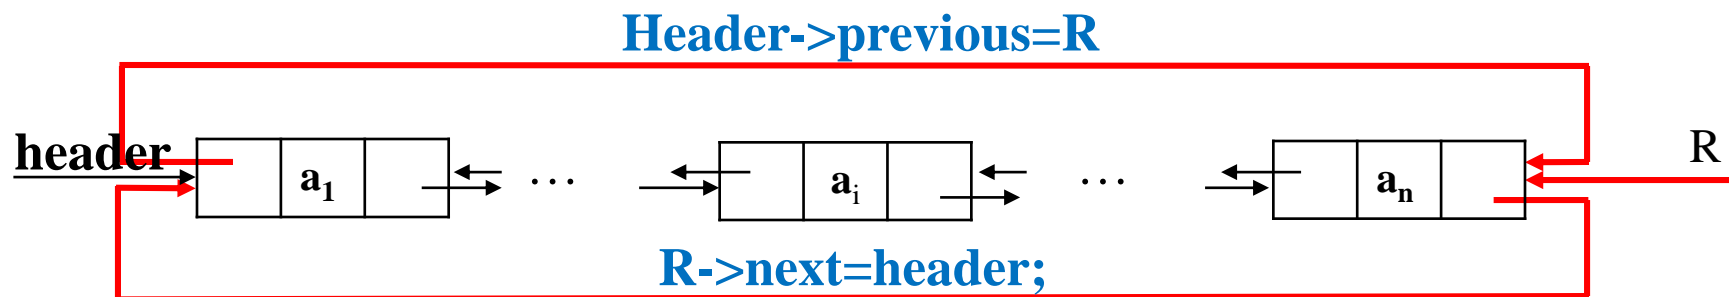 Header->previous=R
header a1 … ai … an R
R->next=header;